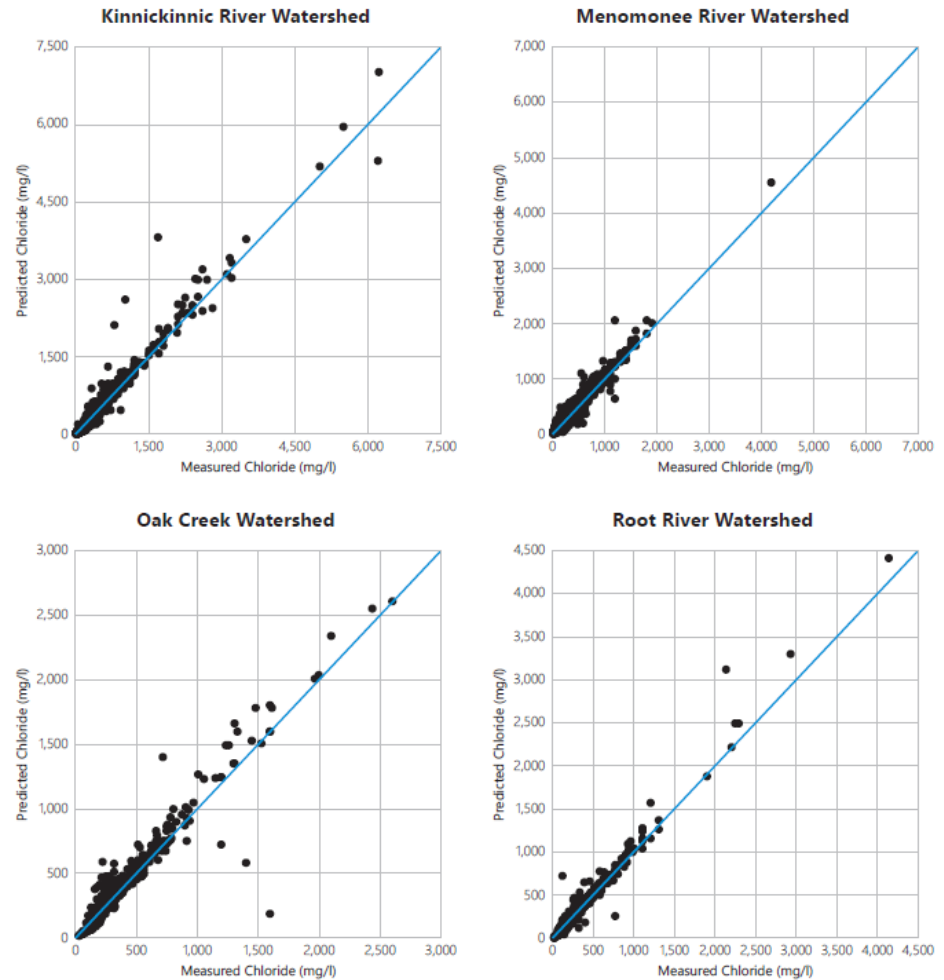 Kinnickinnic River Watershed
7,500
6,000
4,500
3,000
1,500
0
Predicted Chloride (mg/l)
0 1,500 3,000 4,500 6,000 7,500
Measured Chloride (mg/l)
Menomonee River Watershed
7,000
6,000
5,000
4,000
3,000
2,000
1,000
0
Predicted Chloride (mg/l)
0 1,000 2,000 3,000 4,000 5,000 6,000 7,000
Measured Chloride (mg/l)
Oak Creek Watershed
3,000
2,500
2,000
1,500
1,000
500
0
Predicted Chloride (mg/l)
0 500 1,000 1,500 2,000 2,500 3,000
Measured Chloride (mg/l)
Root River Watershed
4,500
4,000
3,500
3,000
2,500
2,000
1,500
1,000
500
0
Predicted Chloride (mg/l)
0 500 1,000 1,500 2,000 2,500 3,000 3,500 4,000 4,500
Measured Chloride (mg/l)